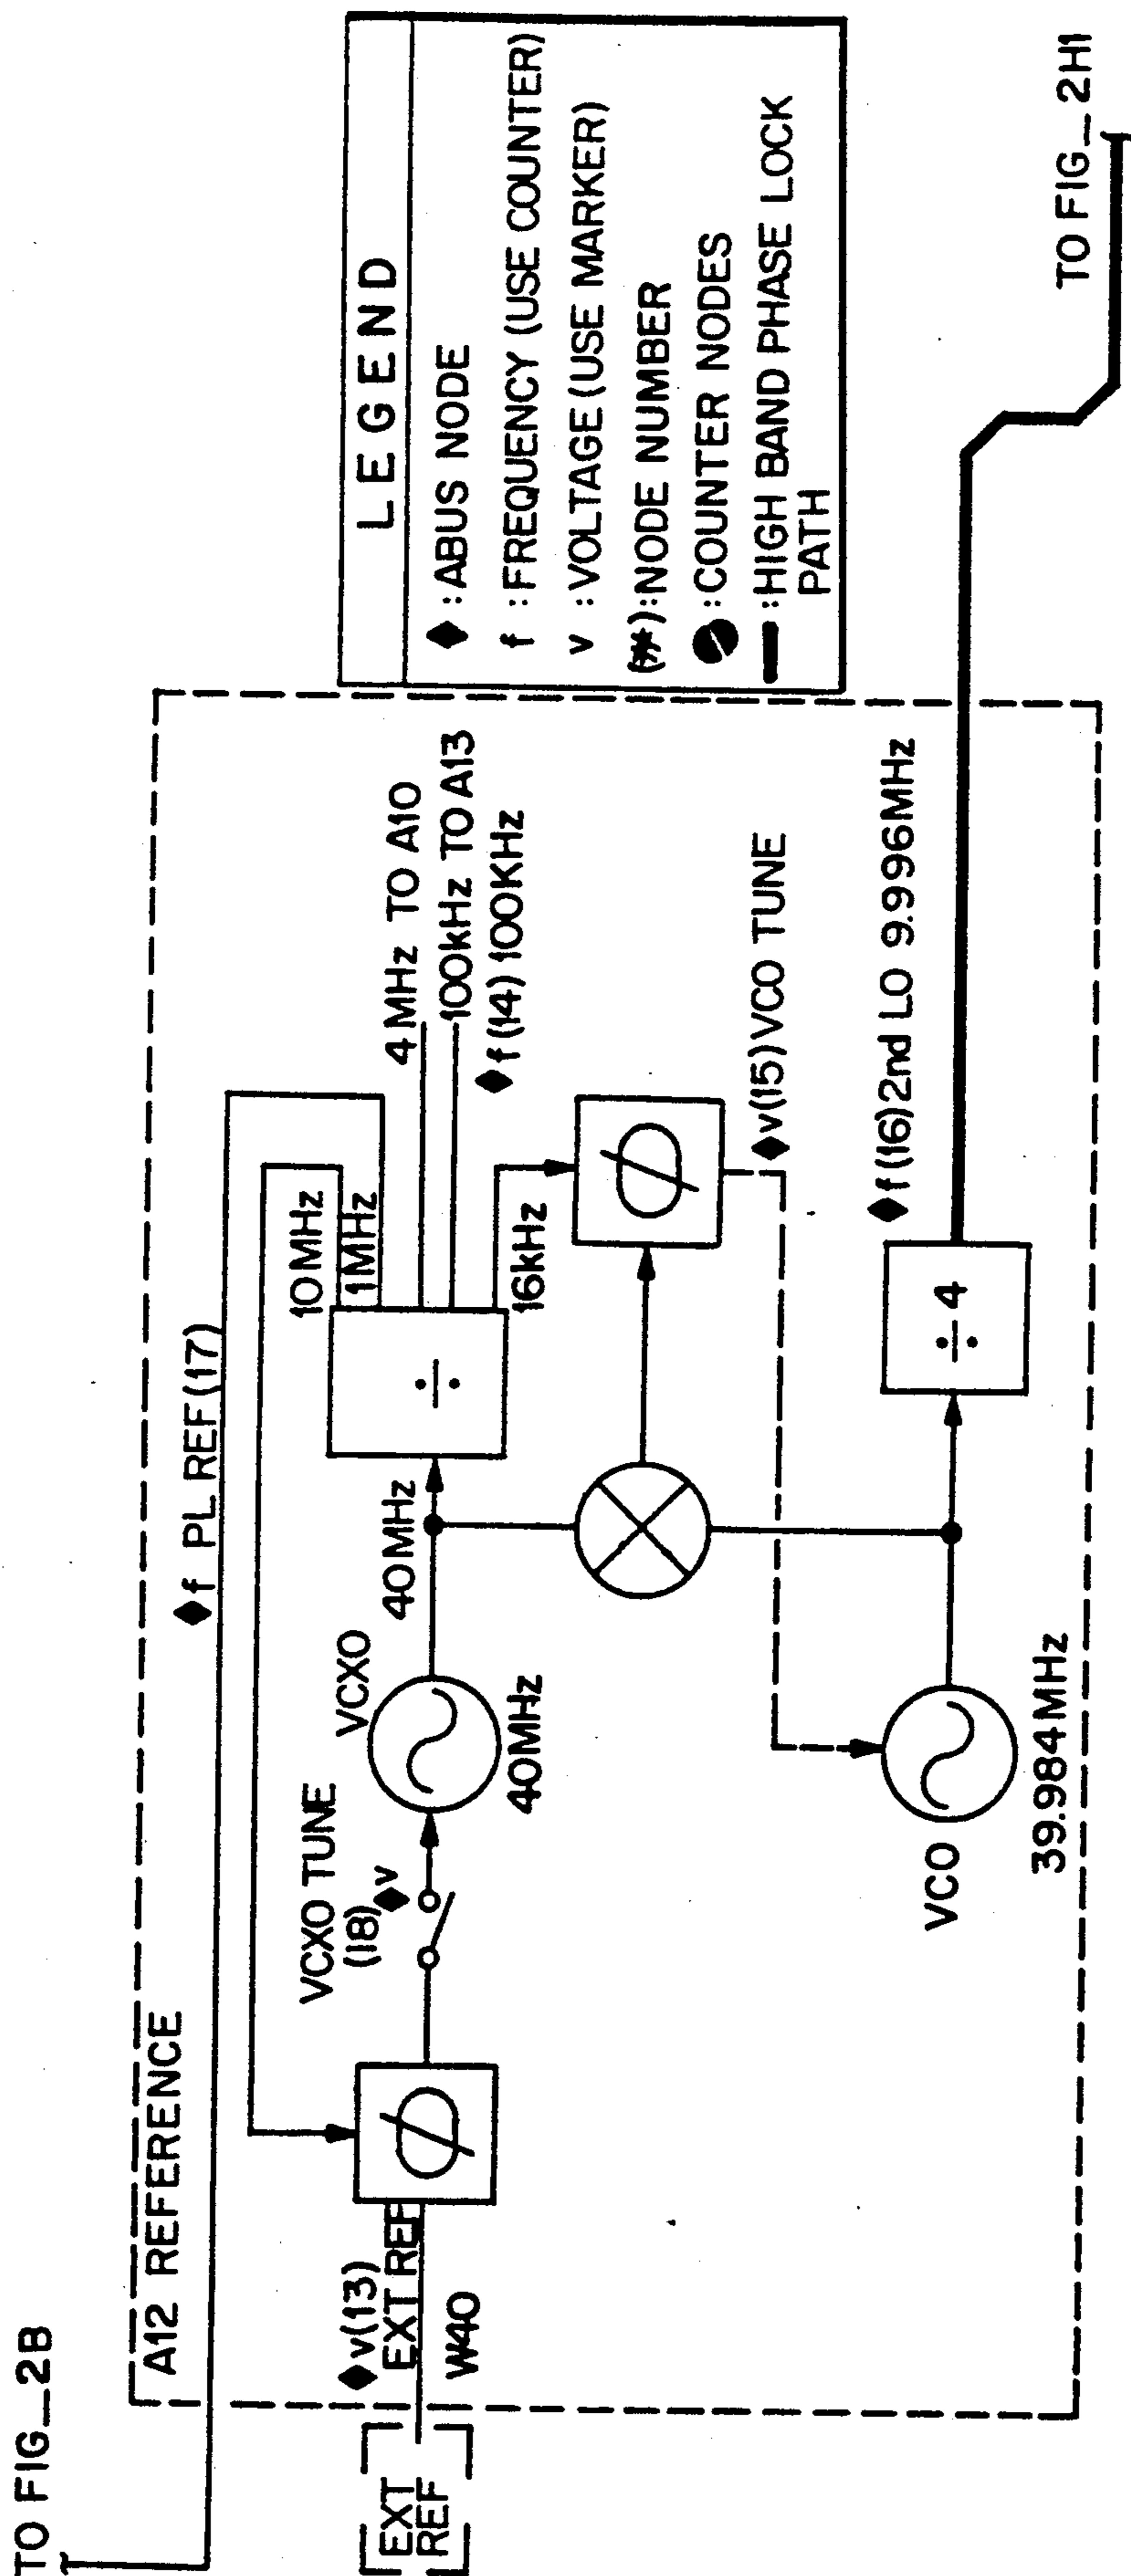 TO FIG_2B
A12 REFERENCE
♦f PL REF(17)
10MHz
1MHz
4MHz TO A10
100kHz TO A13
♦f(14)100KHz
16kHz
♦v(13)
EXT REF
W40
EXT
REF
VCXO TUNE
(18)
♦v
VCXO
40MHz
40MHz
÷
♦v(15)VCO TUNE
VCO
39.984MHz
÷4
♦f(16)2nd LO 9.996MHz
TO FIG_2H1
LEGEND
♦:ABUS NODE
f :FREQUENCY (USE COUNTER)
v :VOLTAGE (USE MARKER)
(#):NODE NUMBER
:COUNTER NODES
:HIGH BAND PHASE LOCK
PATH